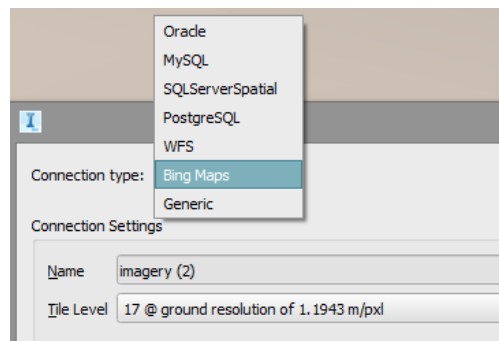 Oracle
MySQL
SQLServerSpatial
PostgreSQL
WFS
Connection type: Bing Maps
Generic
Connection Settings
Name imagery (2)
Tile Level 17 @ ground resolution of 1.1943 m/pxl